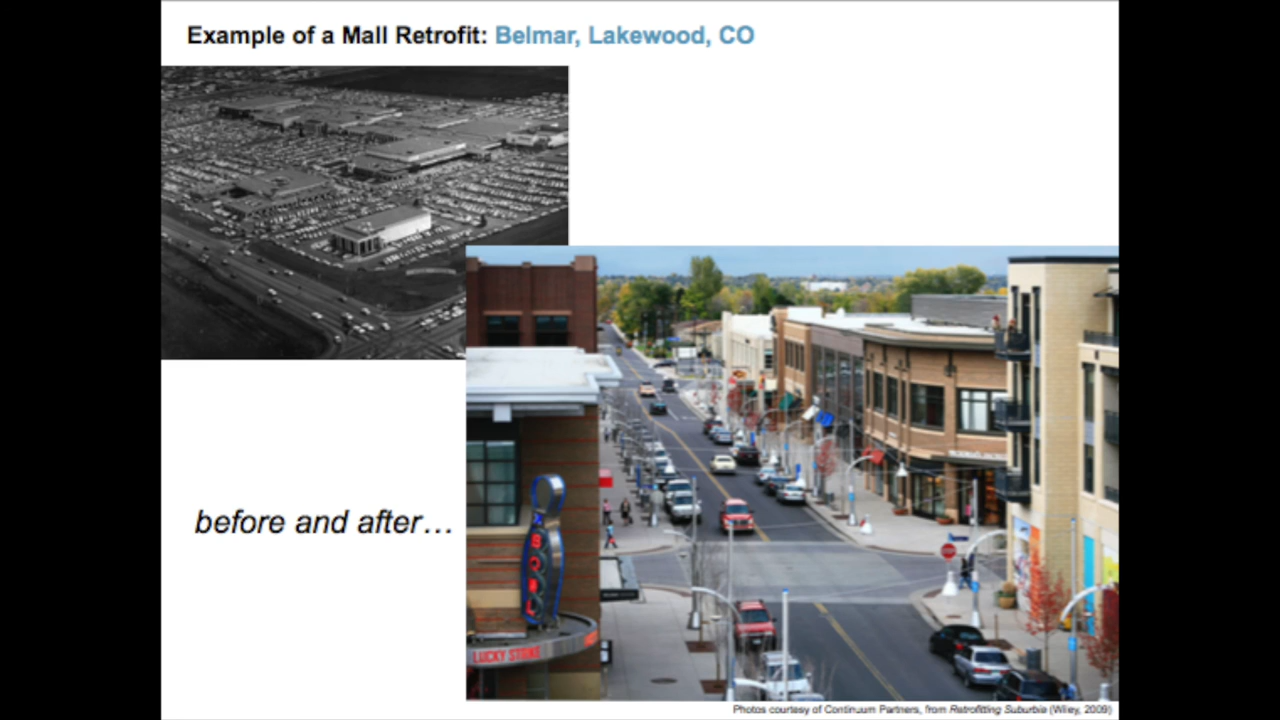 Example of a Mall Retrofit: Belmar, Lakewood, CO
before and after…
BOWL
LUCKY STRIKE
Photos courtesy of Continuum Partners, from Retrofitting Suburbia (Wiley, 2009)